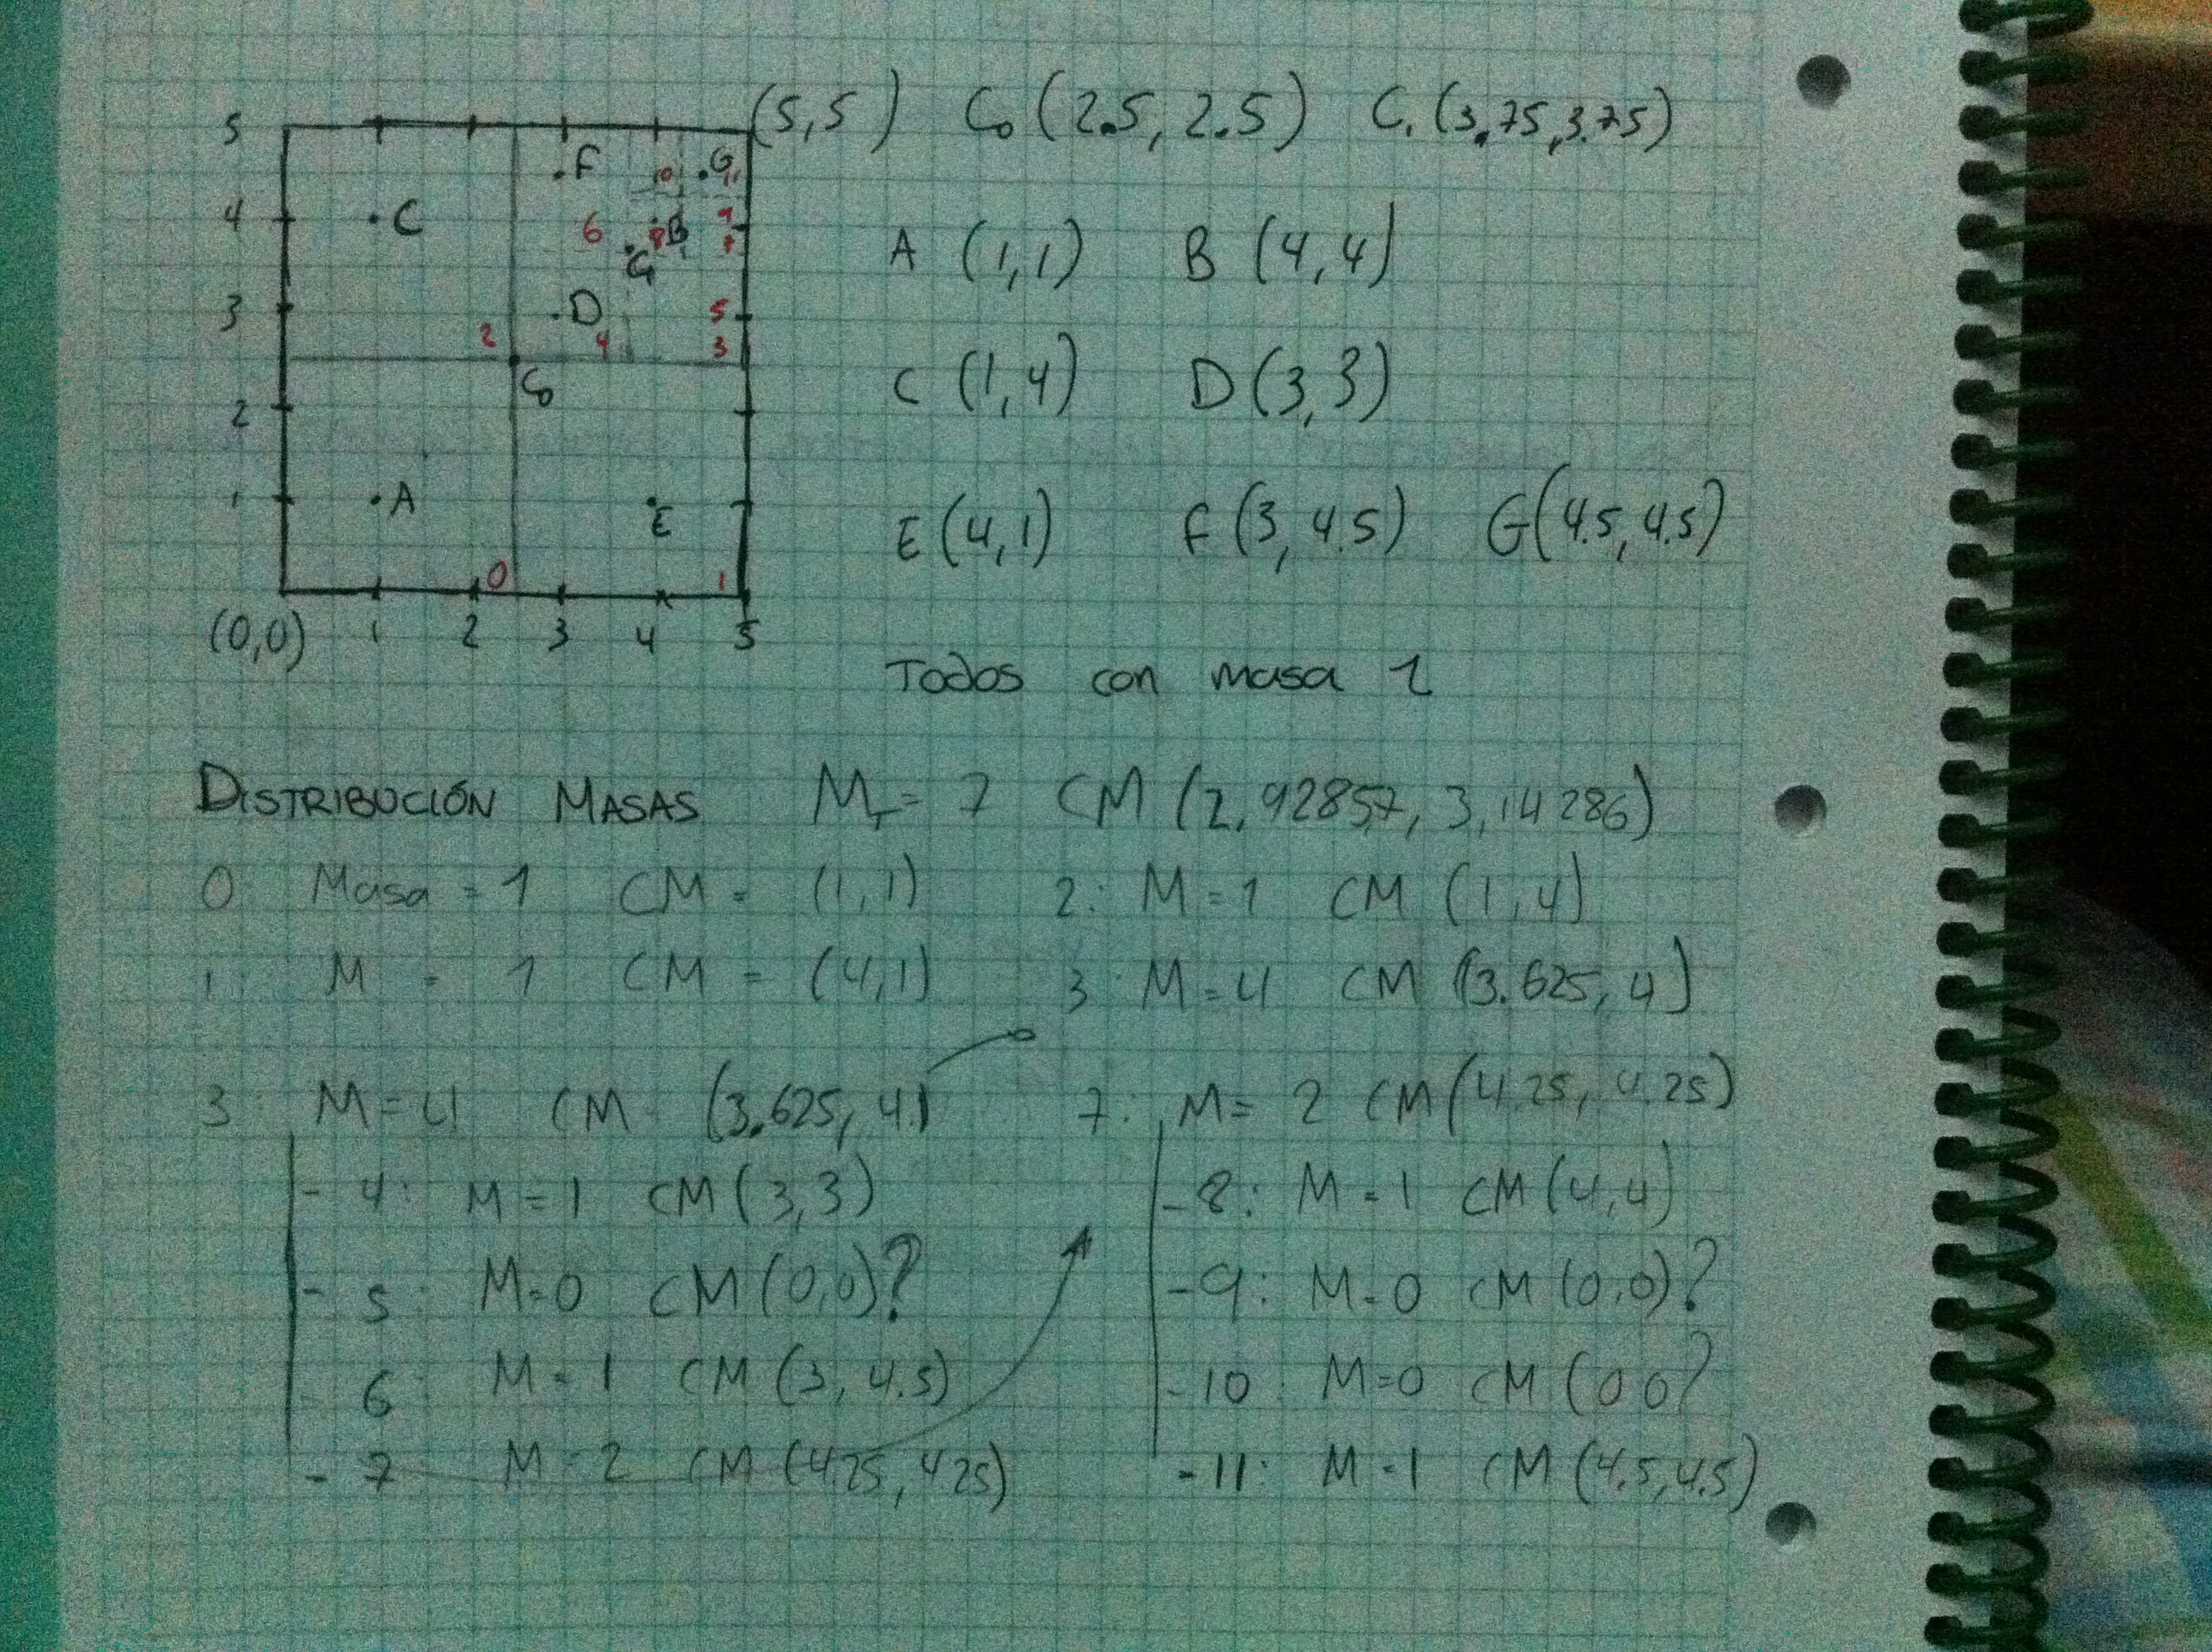 (5,5) C₀ (2.5, 2.5) C₁ (3.75, 3.75)
5
4
3
2
1
(0,0) 1 2 3 4 5
F
10
G
11
C
6
8
B
9
7
C₁
D
5
2
4
3
C₀
A
E
0
1
A (1,1) B (4,4)
C (1,4) D (3,3)
E (4,1) F (3, 4.5) G (4.5, 4.5)
Todos con masa 1
DISTRIBUCIÓN MASAS M_T = 7 CM (2,92857, 3,14286)
0: Masa = 1 CM = (1,1) 2: M = 1 CM (1,4)
1: M = 1 CM = (4,1) 3: M = 4 CM (3.625, 4)
3: M = 4 CM (3.625, 4) 7: M = 2 CM (4.25, 4.25)
- 4: M = 1 CM (3,3) - 8: M = 1 CM (4,4)
- 5: M = 0 CM (0,0)? - 9: M = 0 CM (0,0)?
- 6: M = 1 CM (3, 4.5) - 10: M = 0 CM (0 0?
- 7 M = 2 CM (4.25, 4.25) - 11: M = 1 CM (4.5, 4.5)